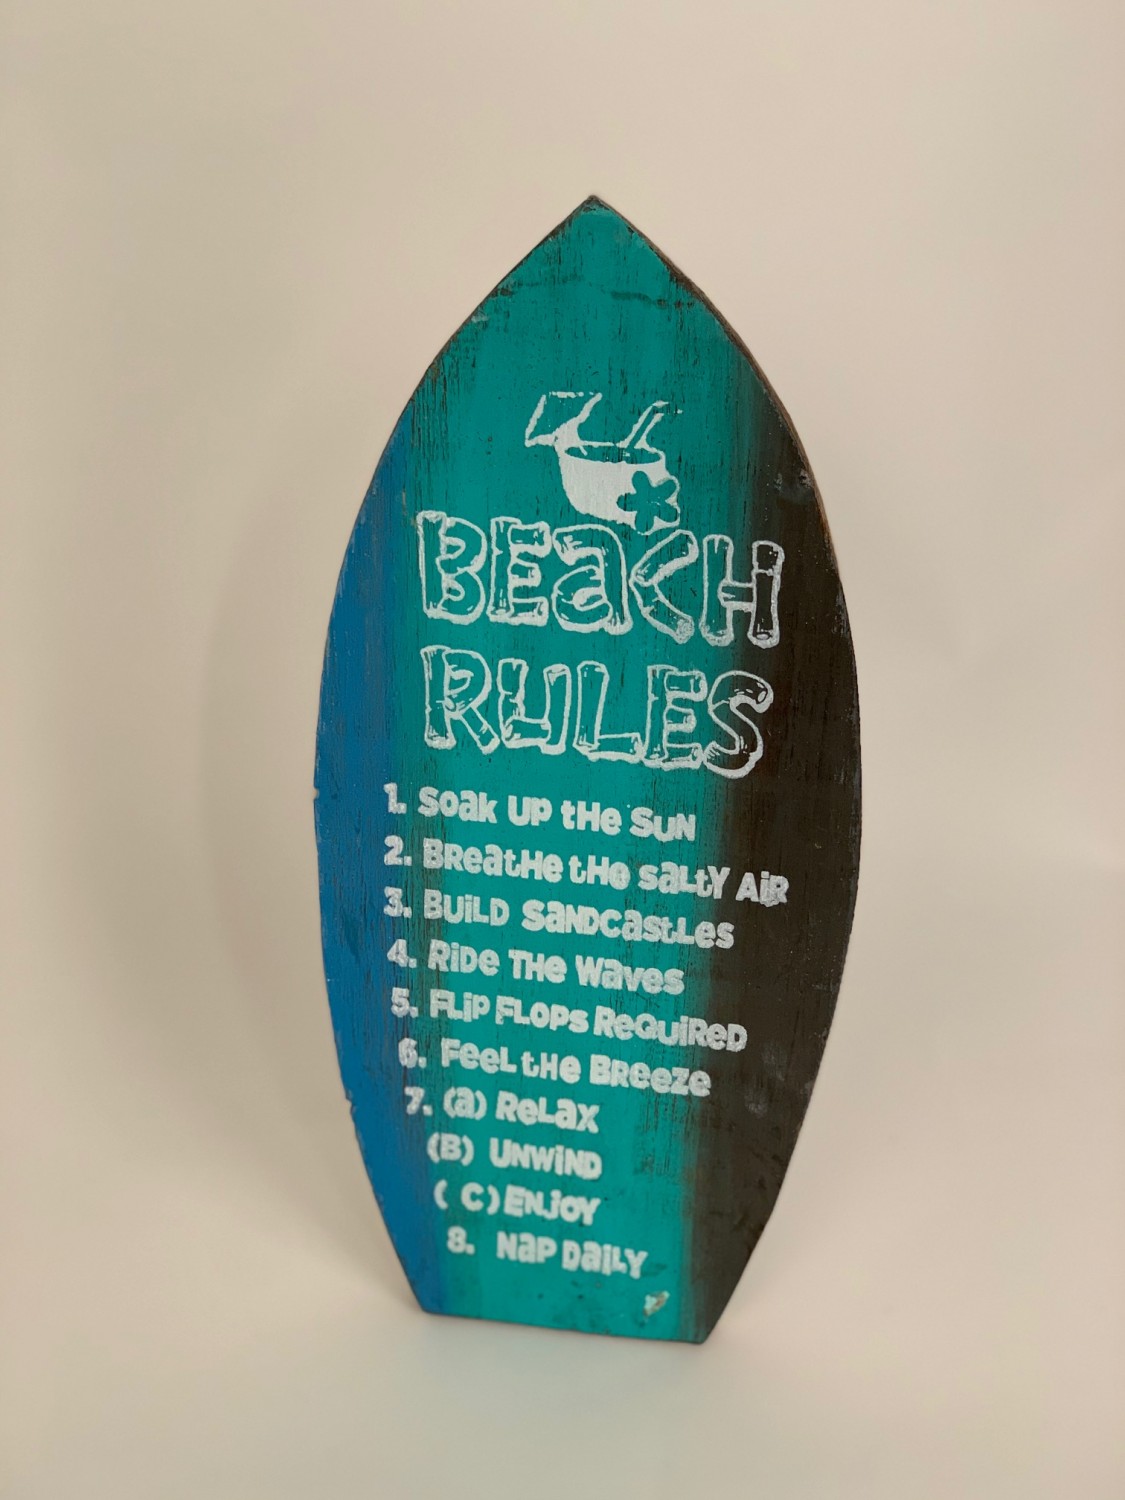 BEaCH
RULES
1. Soak UP tHe SuN
2. BReatHe tHe saLtY AiR
3. BUiLD SaNDCastLes
4. RiDe THe Waves
5. FLiP FLOPs ReQuiReD
6. FeeL tHe BReeze
7. (a) ReLaX
(B) UNWiND
( C) ENJOY
8. NaP DaiLY